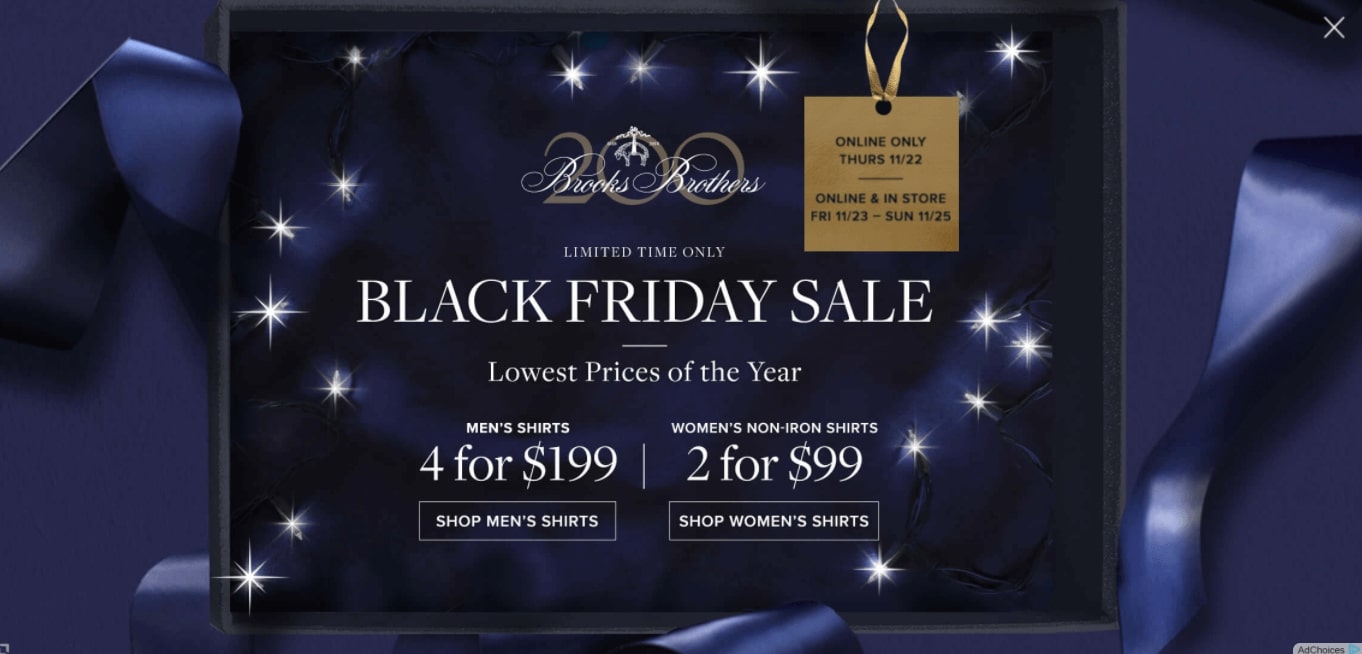 200
Brooks Brothers
ONLINE ONLY
THURS 11/22
ONLINE & IN STORE
FRI 11/23 – SUN 11/25
LIMITED TIME ONLY
BLACK FRIDAY SALE
Lowest Prices of the Year
MEN'S SHIRTS
4 for $199
SHOP MEN'S SHIRTS
WOMEN'S NON-IRON SHIRTS
2 for $99
SHOP WOMEN'S SHIRTS
AdChoices